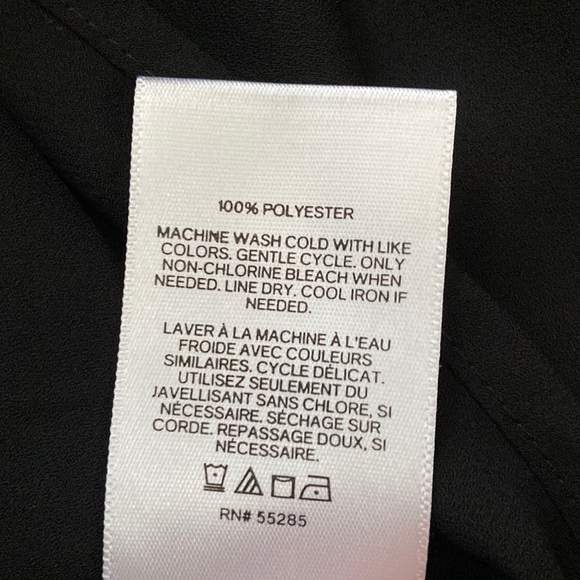 100% POLYESTER
MACHINE WASH COLD WITH LIKE
COLORS. GENTLE CYCLE. ONLY
NON-CHLORINE BLEACH WHEN
NEEDED. LINE DRY. COOL IRON IF
NEEDED.
LAVER À LA MACHINE À L'EAU
FROIDE AVEC COULEURS
SIMILAIRES. CYCLE DÉLICAT.
UTILISEZ SEULEMENT DU
JAVELLISANT SANS CHLORE, SI
NÉCESSAIRE. SÉCHAGE SUR
CORDE. REPASSAGE DOUX, SI
NÉCESSAIRE.
RN# 55285